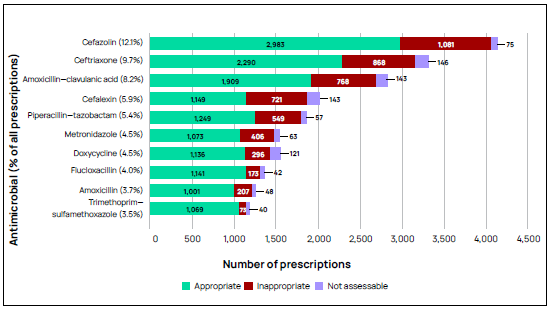 Antimicrobial (% of all prescriptions)
Cefazolin (12.1%) 2,983 1,081 75
Ceftriaxone (9.7%) 2,290 868 146
Amoxicillin–clavulanic acid (8.2%) 1,909 768 143
Cefalexin (5.9%) 1,149 721 143
Piperacillin–tazobactam (5.4%) 1,249 549 57
Metronidazole (4.5%) 1,073 406 63
Doxycycline (4.5%) 1,136 296 121
Flucloxacillin (4.0%) 1,141 173 42
Amoxicillin (3.7%) 1,001 207 48
Trimethoprim–
sulfamethoxazole (3.5%) 1,069 40
0 500 1,000 1,500 2,000 2,500 3,000 3,500 4,000 4,500
Number of prescriptions
Appropriate Inappropriate Not assessable